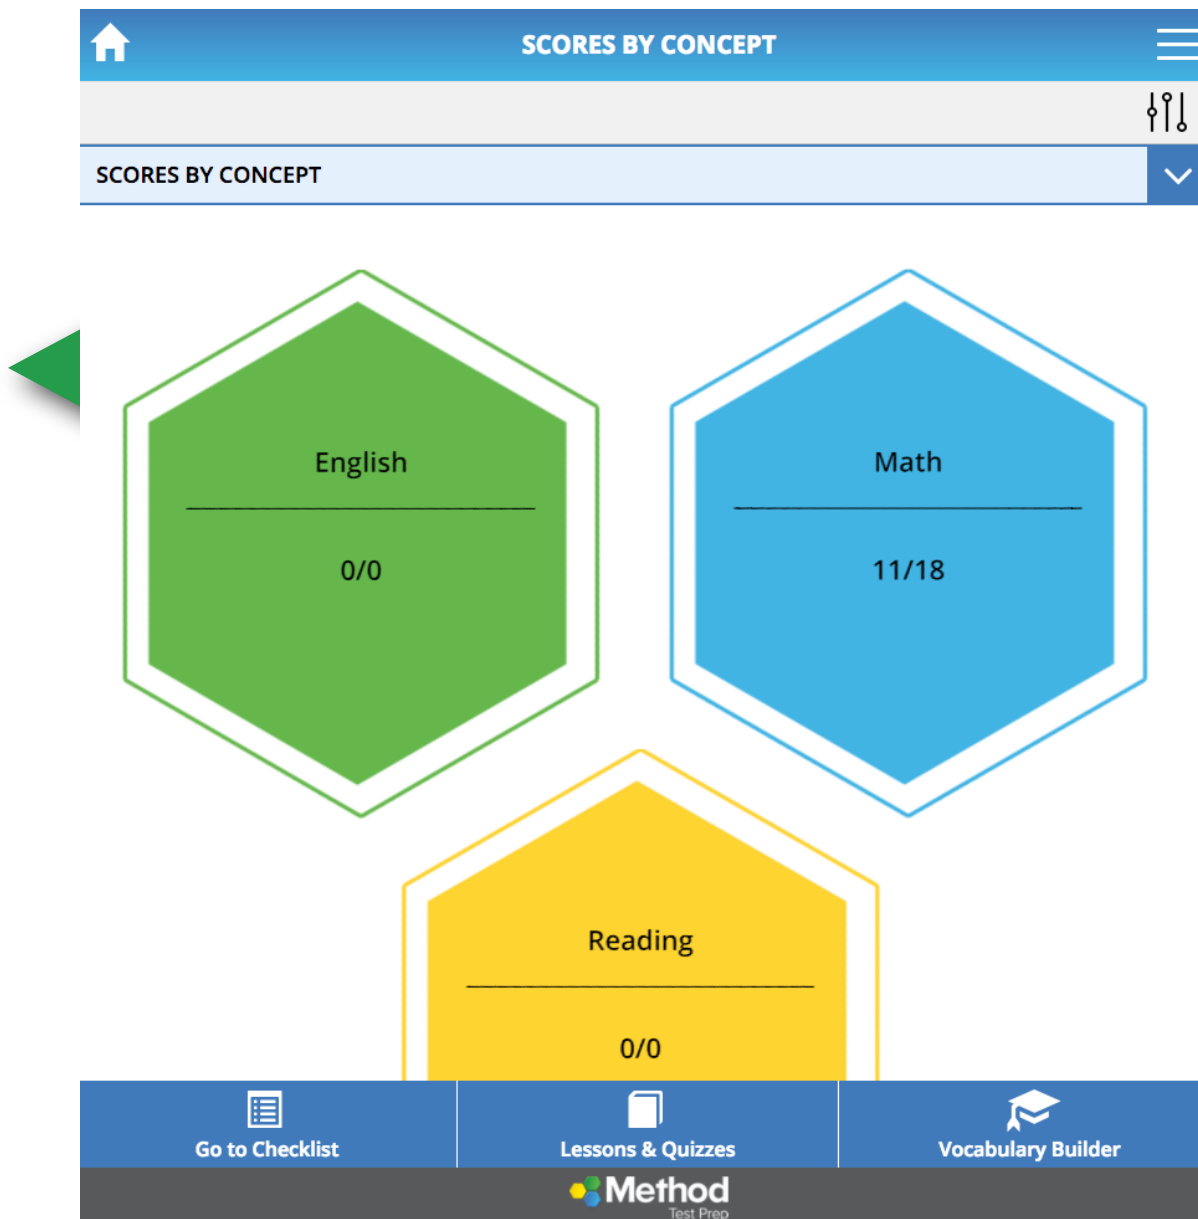 SCORES BY CONCEPT
SCORES BY CONCEPT
English
0/0
Math
11/18
Reading
0/0
Go to Checklist
Lessons & Quizzes
Vocabulary Builder
Method
Test Prep